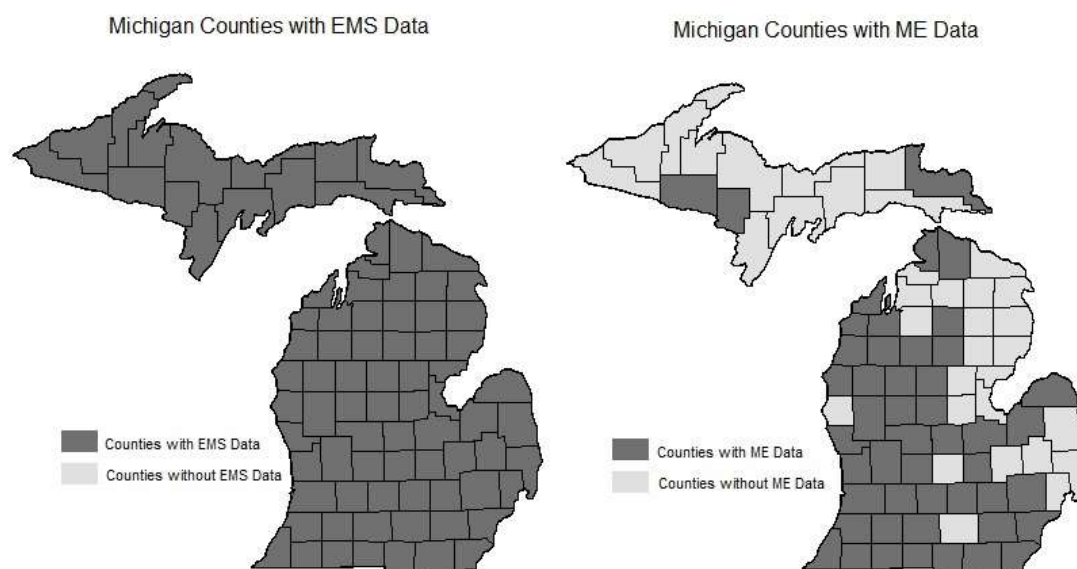 Michigan Counties with EMS Data
Michigan Counties with ME Data
Counties with EMS Data
Counties without EMS Data
Counties with ME Data
Counties without ME Data